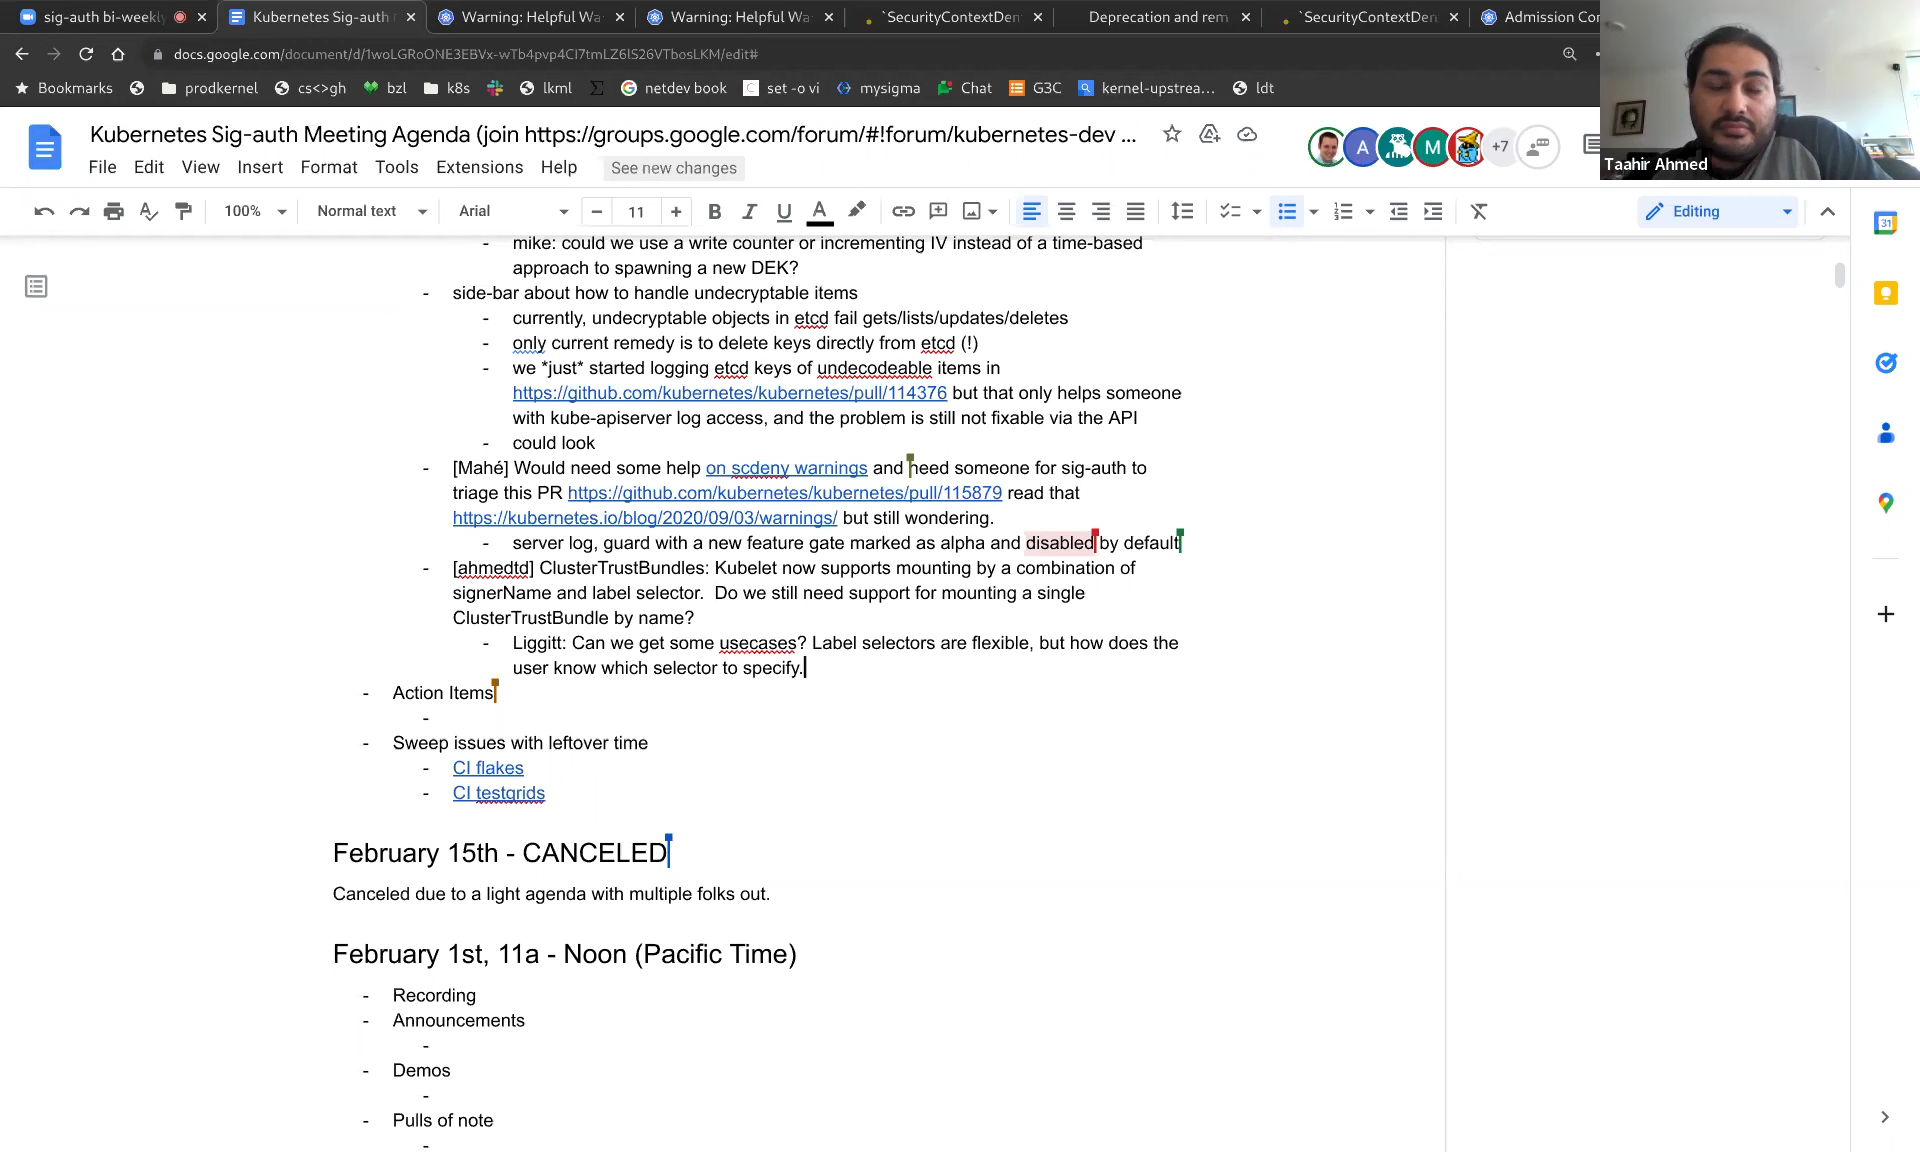 sig-auth bi-weekly
Kubernetes Sig-auth
Warning: Helpful Wa
Warning: Helpful Wa
`SecurityContextDen
Deprecation and rem
`SecurityContextDen
Admission Co
docs.google.com/document/d/1woLGRoONE3EBVx-wTb4pvp4CI7tmLZ6lS26VTbosLKM/edit#
Bookmarks
prodkernel
cs<>gh
bzl
k8s
lkml
netdev book
set -o vi
mysigma
Chat
G3C
kernel-upstrea...
ldt
Kubernetes Sig-auth Meeting Agenda (join https://groups.google.com/forum/#!forum/kubernetes-dev ...
A
M
+7
Taahir Ahmed
File Edit View Insert Format Tools Extensions Help See new changes
100% Normal text Arial − 11 + B I U A Editing
31
- mike: could we use a write counter or incrementing IV instead of a time-based
approach to spawning a new DEK?
- side-bar about how to handle undecryptable items
- currently, undecryptable objects in etcd fail gets/lists/updates/deletes
- only current remedy is to delete keys directly from etcd (!)
- we *just* started logging etcd keys of undecodeable items in
https://github.com/kubernetes/kubernetes/pull/114376 but that only helps someone
with kube-apiserver log access, and the problem is still not fixable via the API
- could look
- [Mahé] Would need some help on scdeny warnings and need someone for sig-auth to
triage this PR https://github.com/kubernetes/kubernetes/pull/115879 read that
https://kubernetes.io/blog/2020/09/03/warnings/ but still wondering.
- server log, guard with a new feature gate marked as alpha and disabled by default
- [ahmedtd] ClusterTrustBundles: Kubelet now supports mounting by a combination of
signerName and label selector.  Do we still need support for mounting a single
ClusterTrustBundle by name?
- Liggitt: Can we get some usecases? Label selectors are flexible, but how does the
user know which selector to specify.
- Action Items
-
- Sweep issues with leftover time
- CI flakes
- CI testgrids
February 15th - CANCELED
Canceled due to a light agenda with multiple folks out.
February 1st, 11a - Noon (Pacific Time)
- Recording
- Announcements
-
- Demos
-
- Pulls of note
-